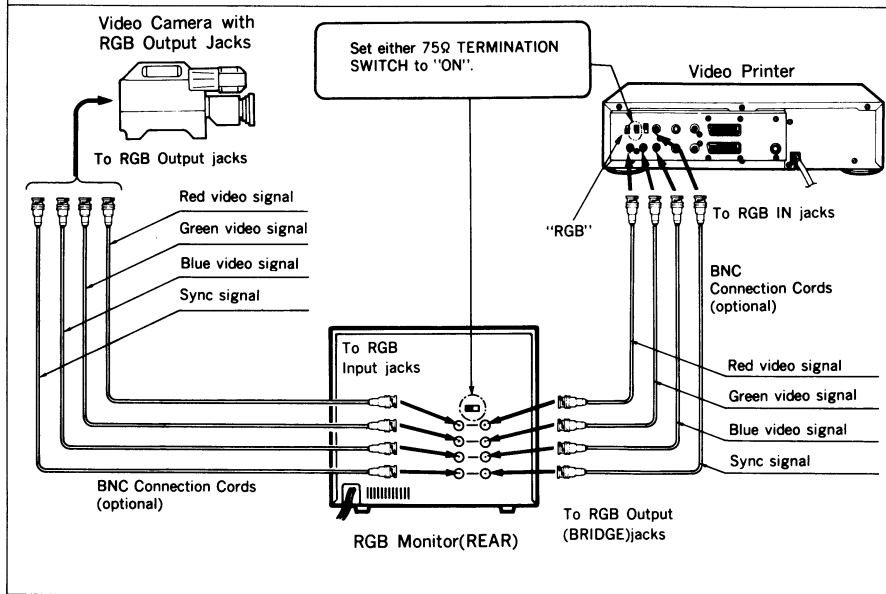 Video Camera with
RGB Output Jacks
Set either 75Ω TERMINATION
SWITCH to "ON".
Video Printer
To RGB Output jacks
Red video signal
Green video signal
Blue video signal
Sync signal
"RGB"
To RGB IN jacks
BNC
Connection Cords
(optional)
To RGB
Input jacks
Red video signal
Green video signal
Blue video signal
Sync signal
BNC Connection Cords
(optional)
To RGB Output
(BRIDGE)jacks
RGB Monitor(REAR)